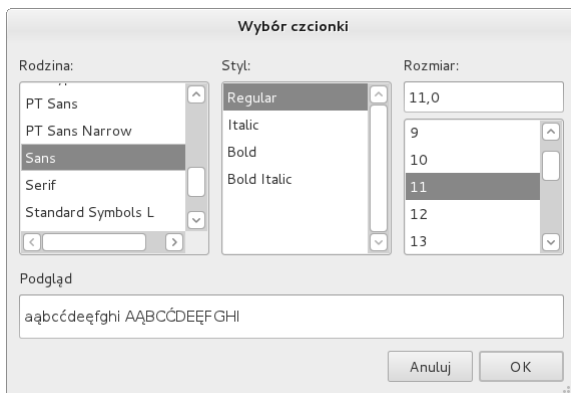 Wybór czcionki
Rodzina:
PT Sans
PT Sans Narrow
Sans
Serif
Standard Symbols L
Styl:
Regular
Italic
Bold
Bold Italic
Rozmiar:
11,0
9
10
11
12
13
Podgląd
aąbcćdeęfghi AĄBCĆDEĘFGHI
Anuluj
OK